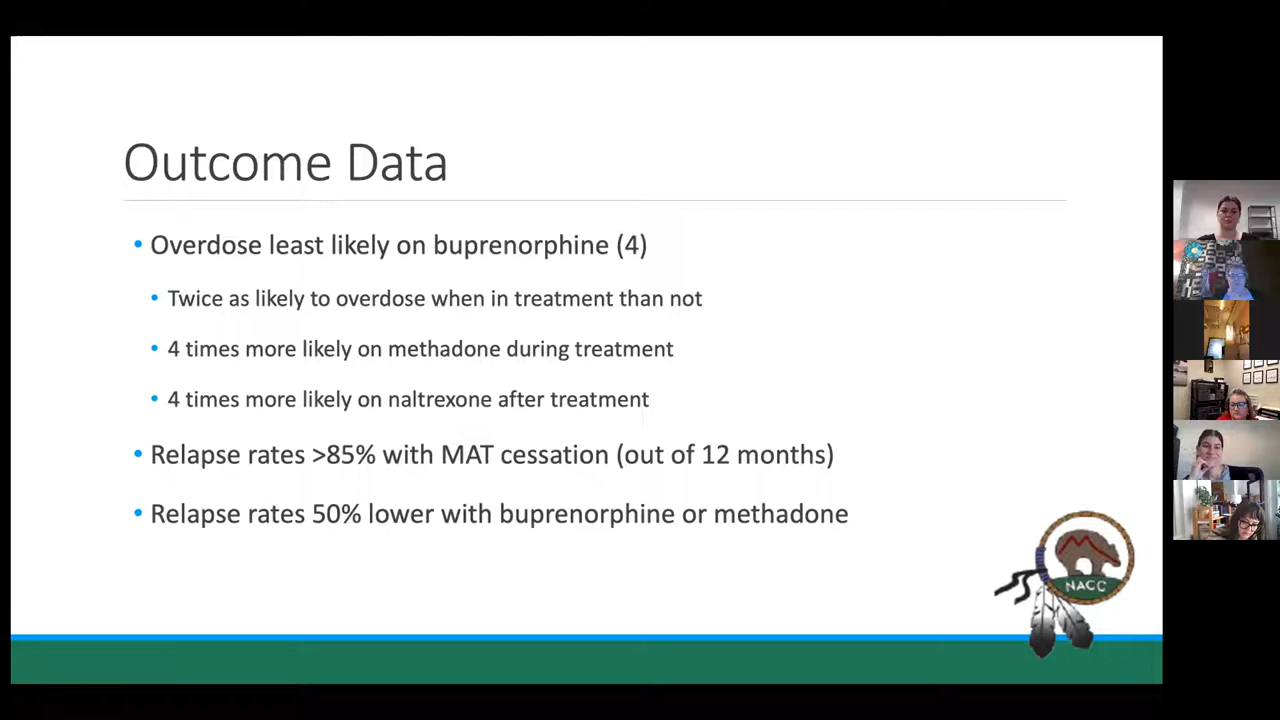 Outcome Data
• Overdose least likely on buprenorphine (4)
• Twice as likely to overdose when in treatment than not
• 4 times more likely on methadone during treatment
• 4 times more likely on naltrexone after treatment
• Relapse rates >85% with MAT cessation (out of 12 months)
• Relapse rates 50% lower with buprenorphine or methadone
NACC